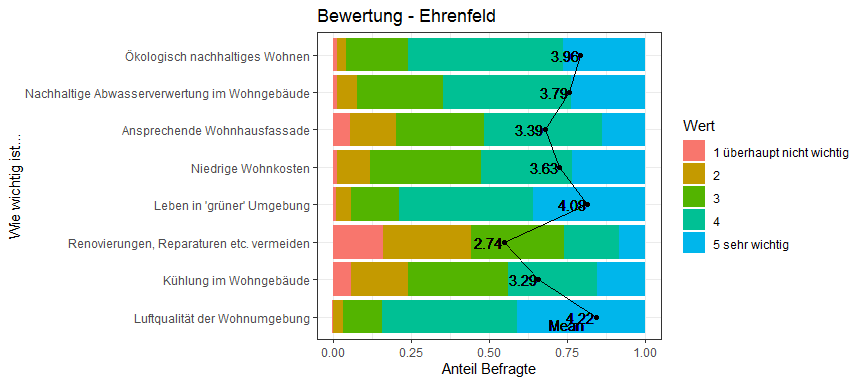 Bewertung - Ehrenfeld
Wie wichtig ist...
Ökologisch nachhaltiges Wohnen
3.96
Nachhaltige Abwasserverwertung im Wohngebäude
3.79
Ansprechende Wohnhausfassade
3.39
Niedrige Wohnkosten
3.63
Leben in 'grüner' Umgebung
4.08
Renovierungen, Reparaturen etc. vermeiden
2.74
Kühlung im Wohngebäude
3.29
Luftqualität der Wohnumgebung
4.22
Mean
0.00 0.25 0.50 0.75 1.00
Anteil Befragte
Wert
1 überhaupt nicht wichtig
2
3
4
5 sehr wichtig